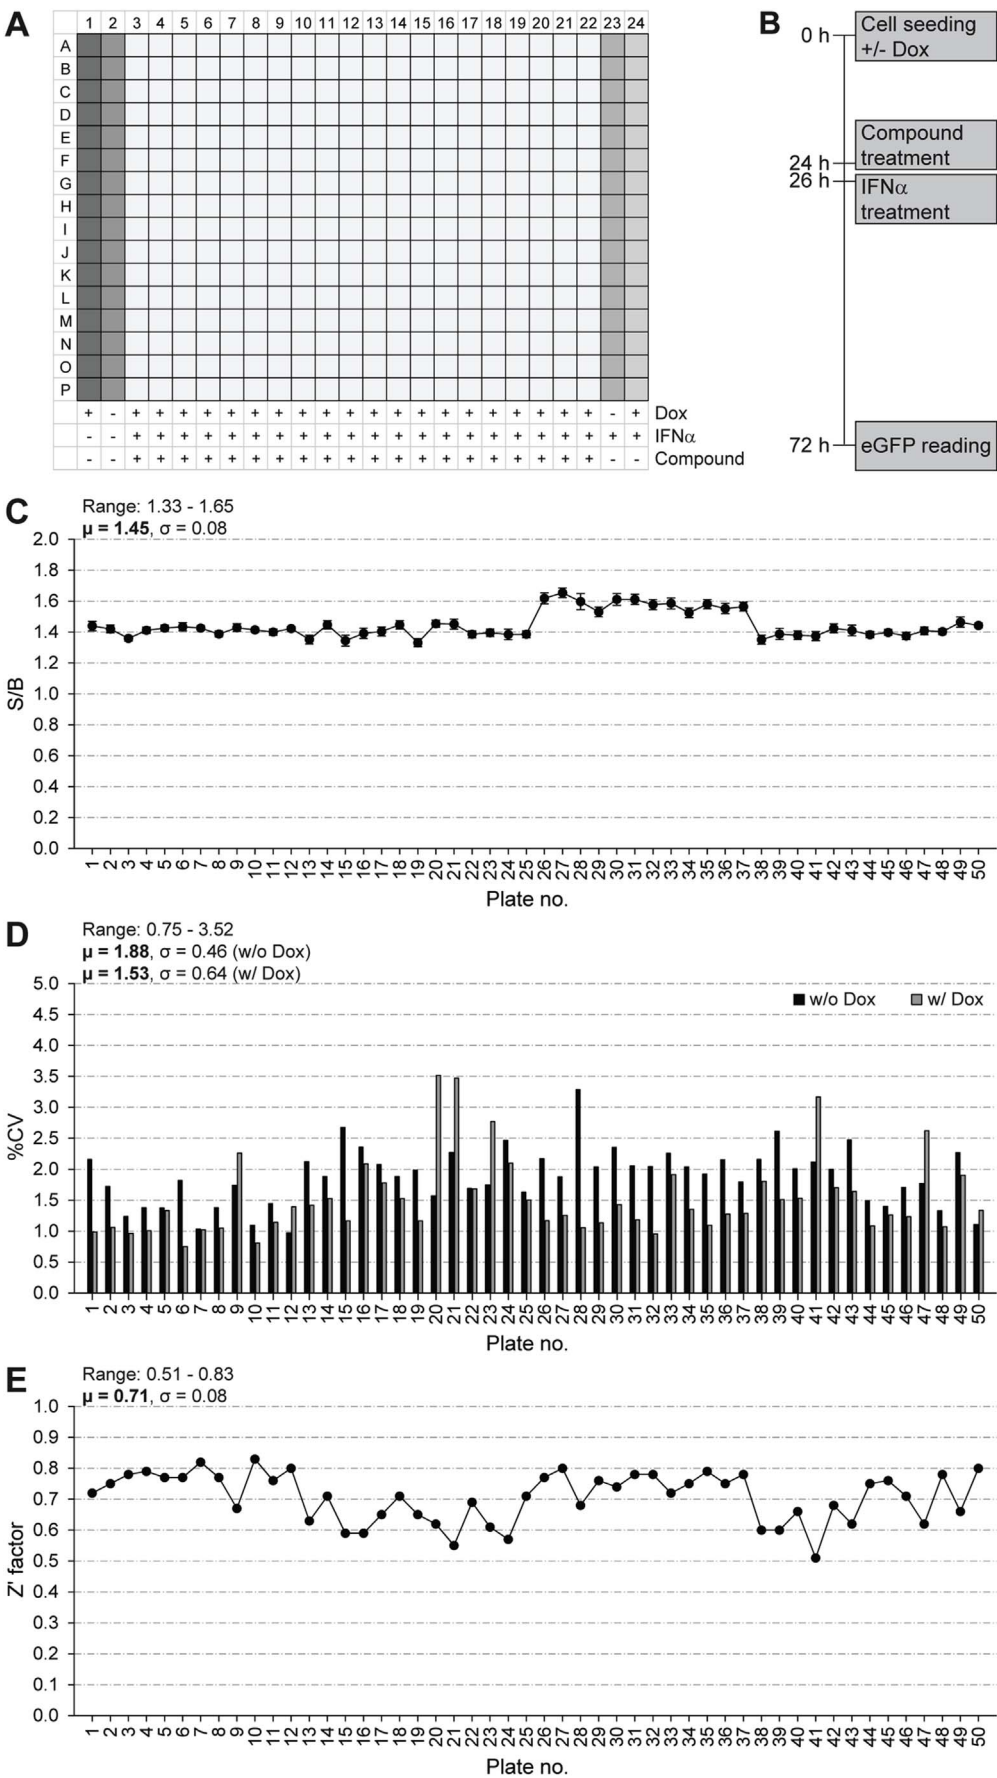 A
1 2 3 4 5 6 7 8 9 10 11 12 13 14 15 16 17 18 19 20 21 22 23 24
A
B
C
D
E
F
G
H
I
J
K
L
M
N
O
P
+ - + + + + + + + + + + + + + + + + + + + + - + Dox
- - + + + + + + + + + + + + + + + + + + + + + + IFNα
- - + + + + + + + + + + + + + + + + + + + + - - Compound
B
0 h
Cell seeding
+/- Dox
Compound
treatment
24 h
26 h
IFNα
treatment
72 h
eGFP reading
C
Range: 1.33 - 1.65
μ = 1.45, σ = 0.08
2.0
1.8
1.6
1.4
1.2
1.0
0.8
0.6
0.4
0.2
0.0
S/B
1 2 3 4 5 6 7 8 9 10 11 12 13 14 15 16 17 18 19 20 21 22 23 24 25 26 27 28 29 30 31 32 33 34 35 36 37 38 39 40 41 42 43 44 45 46 47 48 49 50
Plate no.
D
Range: 0.75 - 3.52
μ = 1.88, σ = 0.46 (w/o Dox)
μ = 1.53, σ = 0.64 (w/ Dox)
w/o Dox w/ Dox
5.0
4.5
4.0
3.5
3.0
2.5
2.0
1.5
1.0
0.5
0.0
%CV
1 2 3 4 5 6 7 8 9 10 11 12 13 14 15 16 17 18 19 20 21 22 23 24 25 26 27 28 29 30 31 32 33 34 35 36 37 38 39 40 41 42 43 44 45 46 47 48 49 50
Plate no.
E
Range: 0.51 - 0.83
μ = 0.71, σ = 0.08
1.0
0.9
0.8
0.7
0.6
0.5
0.4
0.3
0.2
0.1
0.0
Z' factor
1 2 3 4 5 6 7 8 9 10 11 12 13 14 15 16 17 18 19 20 21 22 23 24 25 26 27 28 29 30 31 32 33 34 35 36 37 38 39 40 41 42 43 44 45 46 47 48 49 50
Plate no.